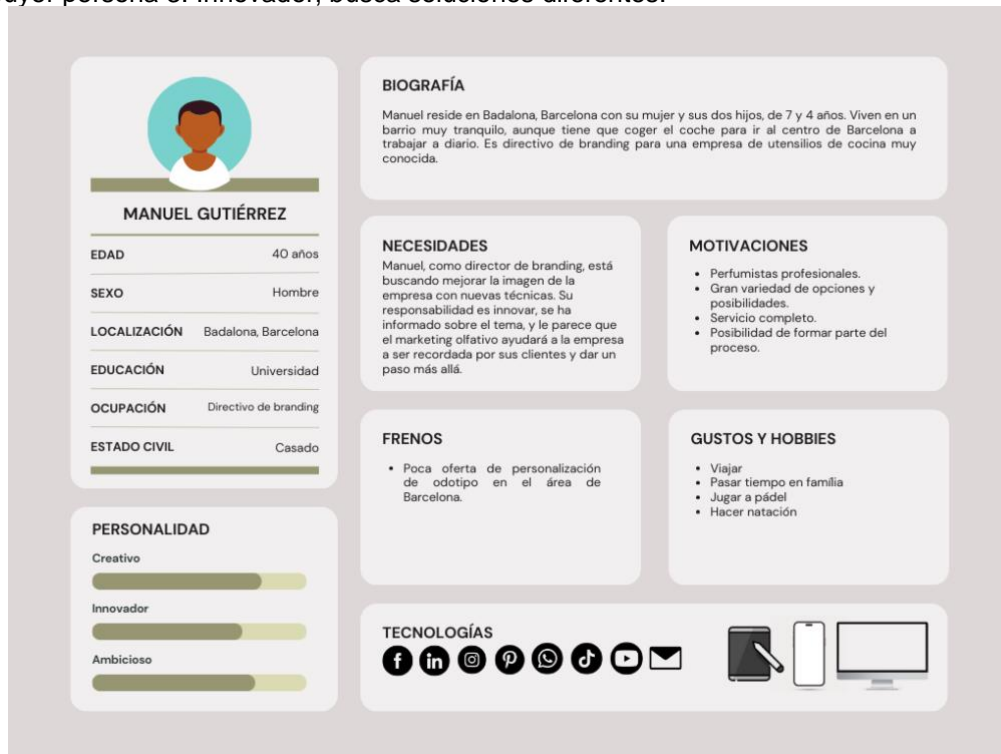 uyer persona 6: Innovador, busca soluciones diferentes.
MANUEL GUTIÉRREZ
EDAD 40 años
SEXO Hombre
LOCALIZACIÓN Badalona, Barcelona
EDUCACIÓN Universidad
OCUPACIÓN Directivo de branding
ESTADO CIVIL Casado
PERSONALIDAD
Creativo
Innovador
Ambicioso
BIOGRAFÍA
Manuel reside en Badalona, Barcelona con su mujer y sus dos hijos, de 7 y 4 años. Viven en un
barrio muy tranquilo, aunque tiene que coger el coche para ir al centro de Barcelona a
trabajar a diario. Es directivo de branding para una empresa de utensilios de cocina muy
conocida.
NECESIDADES
Manuel, como director de branding, está
buscando mejorar la imagen de la
empresa con nuevas técnicas. Su
responsabilidad es innovar, se ha
informado sobre el tema, y le parece que
el marketing olfativo ayudará a la empresa
a ser recordada por sus clientes y dar un
paso más allá.
MOTIVACIONES
• Perfumistas profesionales.
• Gran variedad de opciones y
posibilidades.
• Servicio completo.
• Posibilidad de formar parte del
proceso.
FRENOS
• Poca oferta de personalización
de odotipo en el área de
Barcelona.
GUSTOS Y HOBBIES
• Viajar
• Pasar tiempo en família
• Jugar a pádel
• Hacer natación
TECNOLOGÍAS